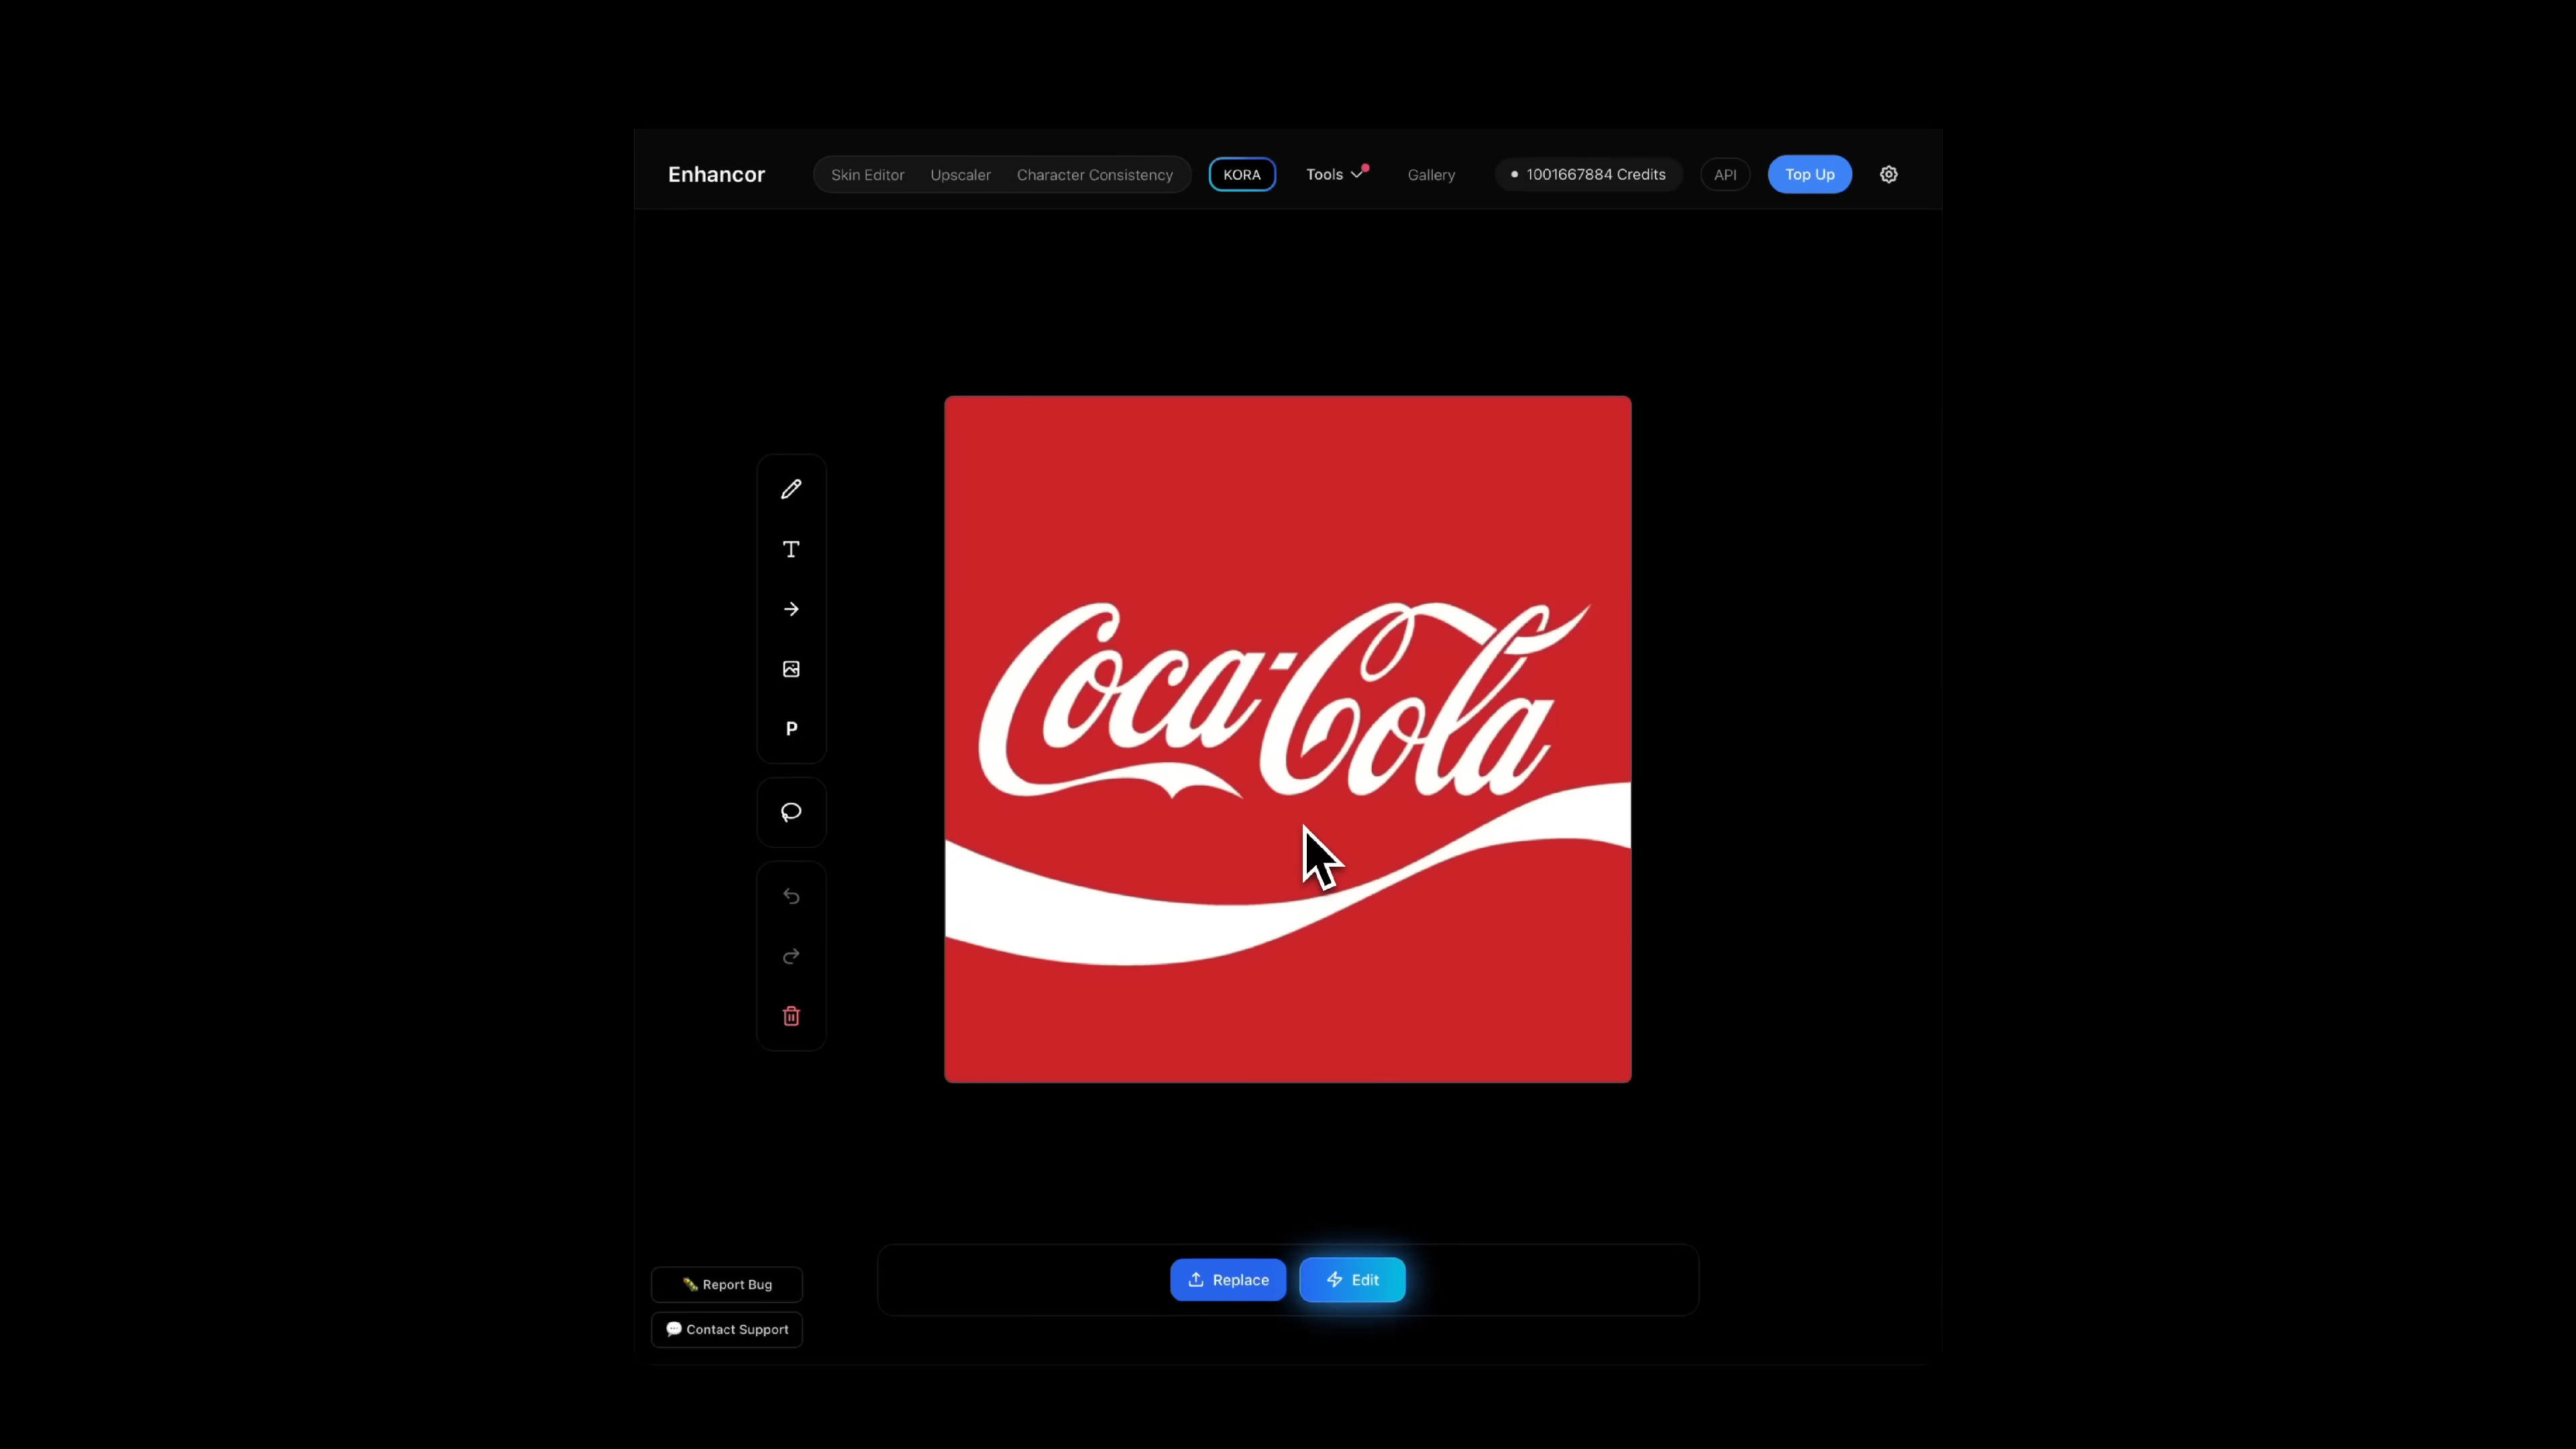 Enhancor
Skin Editor
Upscaler
Character Consistency
KORA
Tools
Gallery
1001667884 Credits
API
Top Up
T
P
Coca-Cola
Replace
Edit
Report Bug
Contact Support